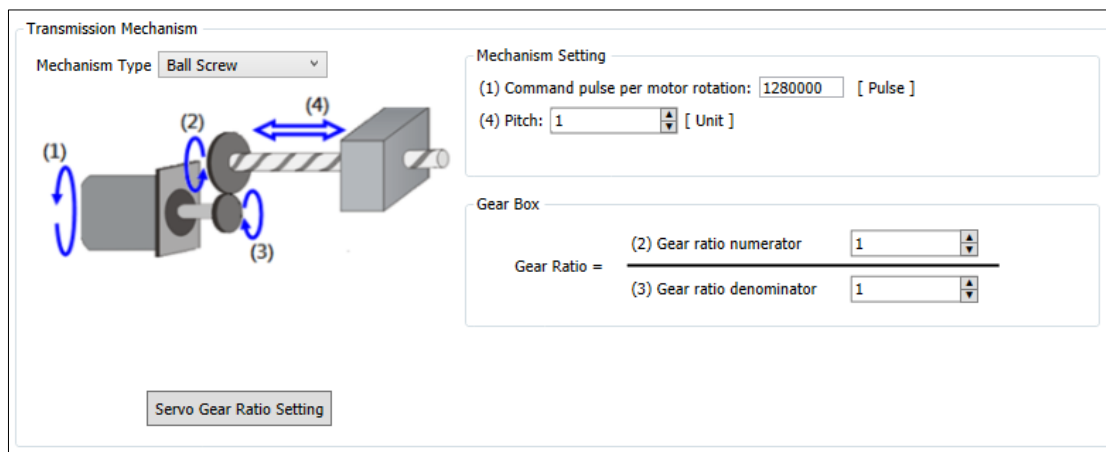 Transmission Mechanism
Mechanism Type Ball Screw
(1)
(2)
(4)
(3)
Servo Gear Ratio Setting
Mechanism Setting
(1) Command pulse per motor rotation: 1280000 [ Pulse ]
(4) Pitch: 1 [ Unit ]
Gear Box
Gear Ratio =
(2) Gear ratio numerator 1
(3) Gear ratio denominator 1